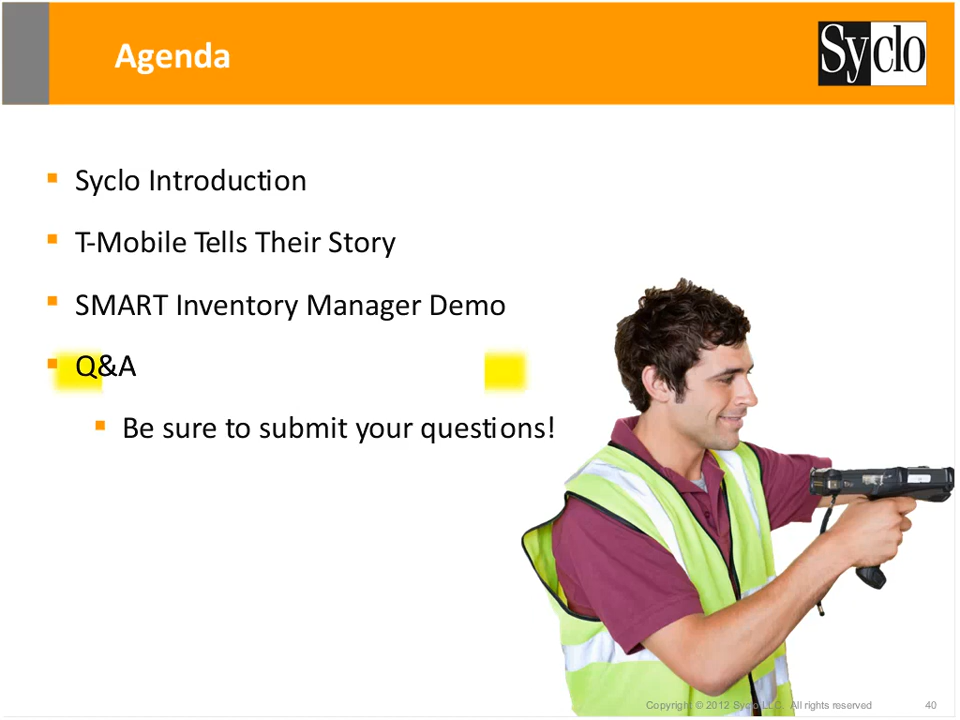 Agenda
Syclo
Syclo Introduction
T-Mobile Tells Their Story
SMART Inventory Manager Demo
Q&A
Be sure to submit your questions!
Copyright © 2012 Syclo LLC. All rights reserved
40